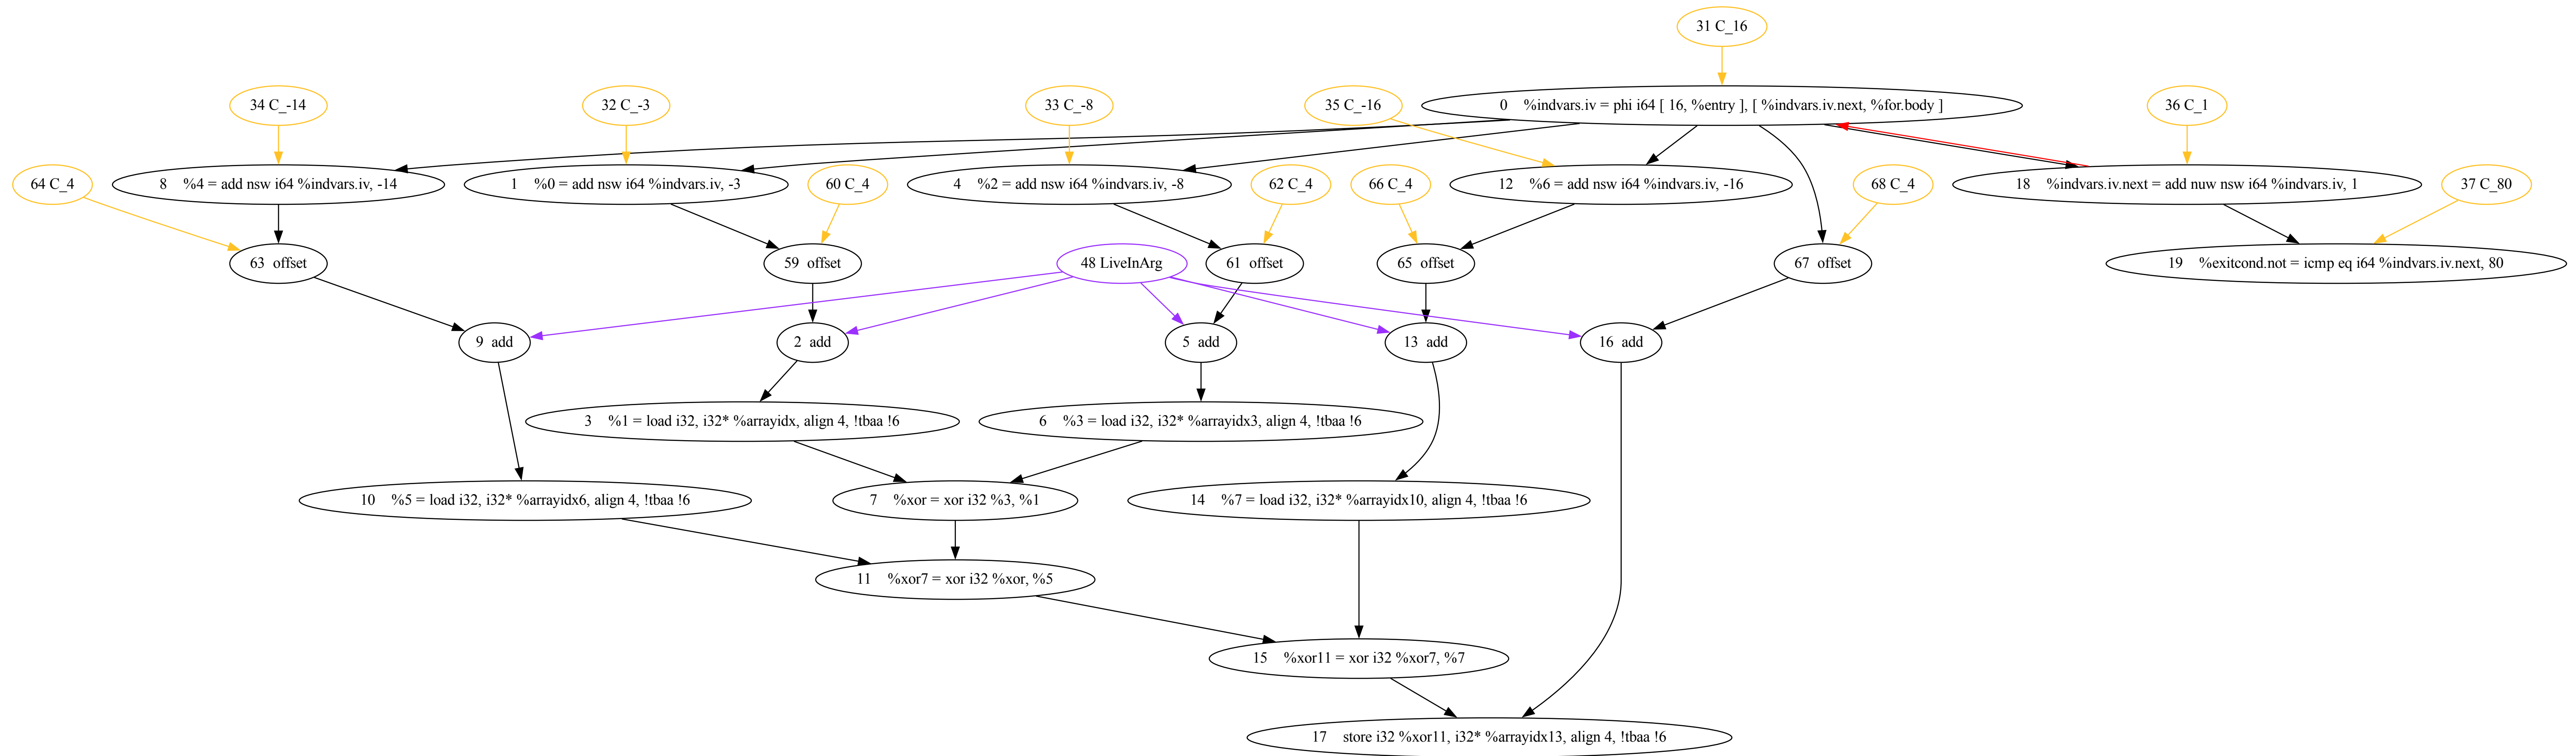 31 C_16
34 C_-14
32 C_-3
33 C_-8
35 C_-16
0 %indvars.iv = phi i64 [ 16, %entry ], [ %indvars.iv.next, %for.body ]
36 C_1
64 C_4
8 %4 = add nsw i64 %indvars.iv, -14
1 %0 = add nsw i64 %indvars.iv, -3
60 C_4
4 %2 = add nsw i64 %indvars.iv, -8
62 C_4
66 C_4
12 %6 = add nsw i64 %indvars.iv, -16
68 C_4
18 %indvars.iv.next = add nuw nsw i64 %indvars.iv, 1
37 C_80
63 offset
59 offset
48 LiveInArg
61 offset
65 offset
67 offset
19 %exitcond.not = icmp eq i64 %indvars.iv.next, 80
9 add
2 add
5 add
13 add
16 add
3 %1 = load i32, i32* %arrayidx, align 4, !tbaa !6
6 %3 = load i32, i32* %arrayidx3, align 4, !tbaa !6
10 %5 = load i32, i32* %arrayidx6, align 4, !tbaa !6
7 %xor = xor i32 %3, %1
14 %7 = load i32, i32* %arrayidx10, align 4, !tbaa !6
11 %xor7 = xor i32 %xor, %5
15 %xor11 = xor i32 %xor7, %7
17 store i32 %xor11, i32* %arrayidx13, align 4, !tbaa !6